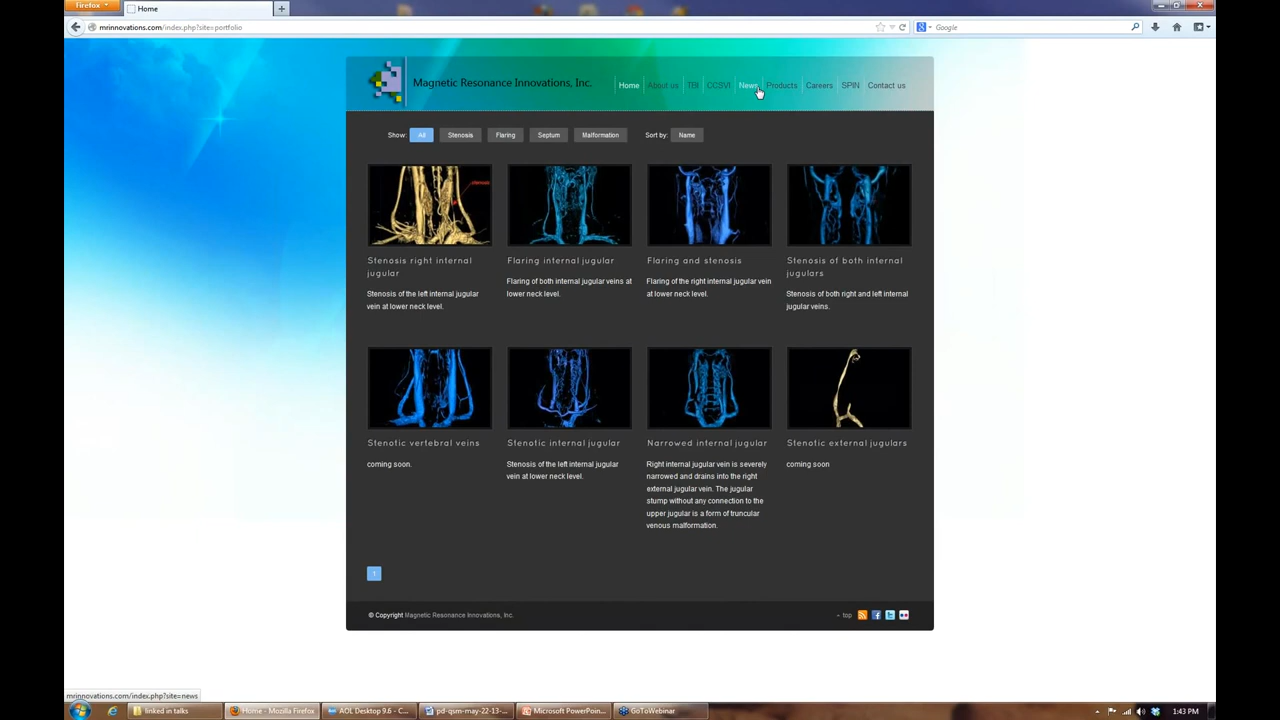 Firefox
Home
mrinnovations.com/index.php?site=portfolio
Google
Magnetic Resonance Innovations, Inc.
Home
About us
TBI
CCSVI
News
Products
Careers
SPIN
Contact us
Show:
All
Stenosis
Flaring
Septum
Malformation
Sort by:
Name
Stenosis right internal
jugular
Stenosis of the left internal jugular
vein at lower neck level.
Flaring internal jugular
Flaring of both internal jugular veins at
lower neck level.
Flaring and stenosis
Flaring of the right internal jugular vein
at lower neck level.
Stenosis of both internal
jugulars
Stenosis of both right and left internal
jugular veins.
Stenotic vertebral veins
coming soon.
Stenotic internal jugular
Stenosis of the left internal jugular
vein at lower neck level.
Narrowed internal jugular
Right internal jugular vein is severely
narrowed and drains into the right
external jugular vein. The jugular
stump without any connection to the
upper jugular is a form of truncular
venous malformation.
Stenotic external jugulars
coming soon
1
© Copyright Magnetic Resonance Innovations, Inc.
top
mrinnovations.com/index.php?site=news
linked in talks
Home - Mozilla Firefox
AOL Desktop 9.6 - C...
pd-qsm-may-22-13-...
Microsoft PowerPoin...
GoToWebinar
1:43 PM